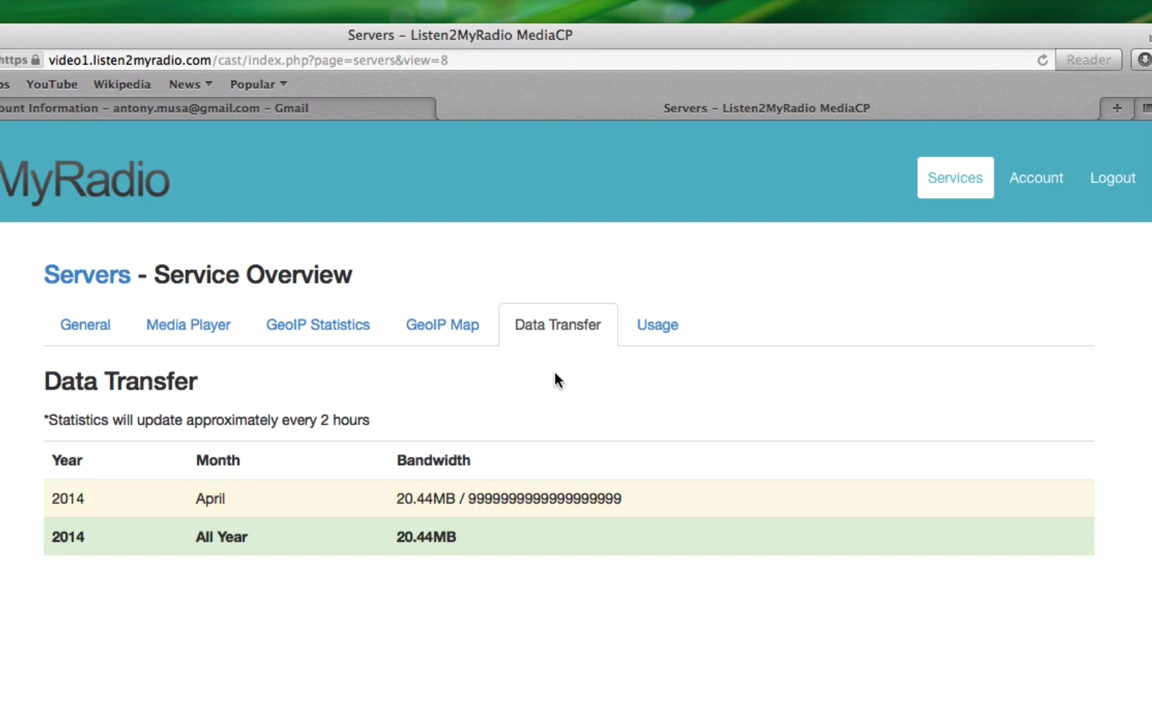 Servers – Listen2MyRadio MediaCP
https video1.listen2myradio.com/cast/index.php?page=servers&view=8 Reader
ps YouTube Wikipedia News Popular
ount Information – antony.musa@gmail.com – Gmail Servers – Listen2MyRadio MediaCP
MyRadio Services Account Logout
Servers - Service Overview
General Media Player GeoIP Statistics GeoIP Map Data Transfer Usage
Data Transfer
*Statistics will update approximately every 2 hours
Year Month Bandwidth
2014 April 20.44MB / 9999999999999999999
2014 All Year 20.44MB